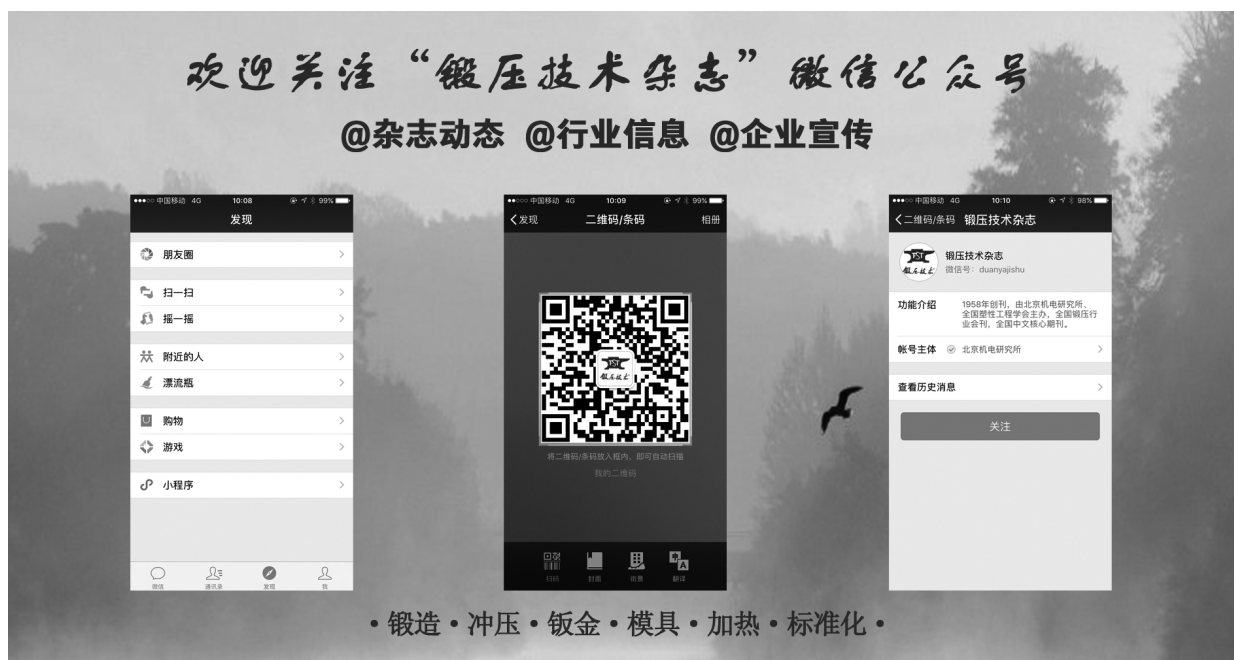 欢迎关注“锻压技术杂志”微信公众号
@杂志动态 @行业信息 @企业宣传
中国移动 4G 10:08 99%
发现
朋友圈
扫一扫
摇一摇
附近的人
漂流瓶
购物
游戏
小程序
微信 通讯录 发现 我
中国移动 4G 10:09 99%
发现 二维码/条码 相册
锻压技术
将二维码/条码放入框内，即可自动扫描
我的二维码
扫码 封面 街景 翻译
中国移动 4G 10:10 98%
二维码/条码 锻压技术杂志
锻压技术
锻压技术杂志
微信号：duanyajishu
功能介绍 1958年创刊，由北京机电研究所、
全国塑性工程学会主办，全国锻压行
业会刊，全国中文核心期刊。
帐号主体 北京机电研究所
查看历史消息
关注
·锻造·冲压·钣金·模具·加热·标准化·